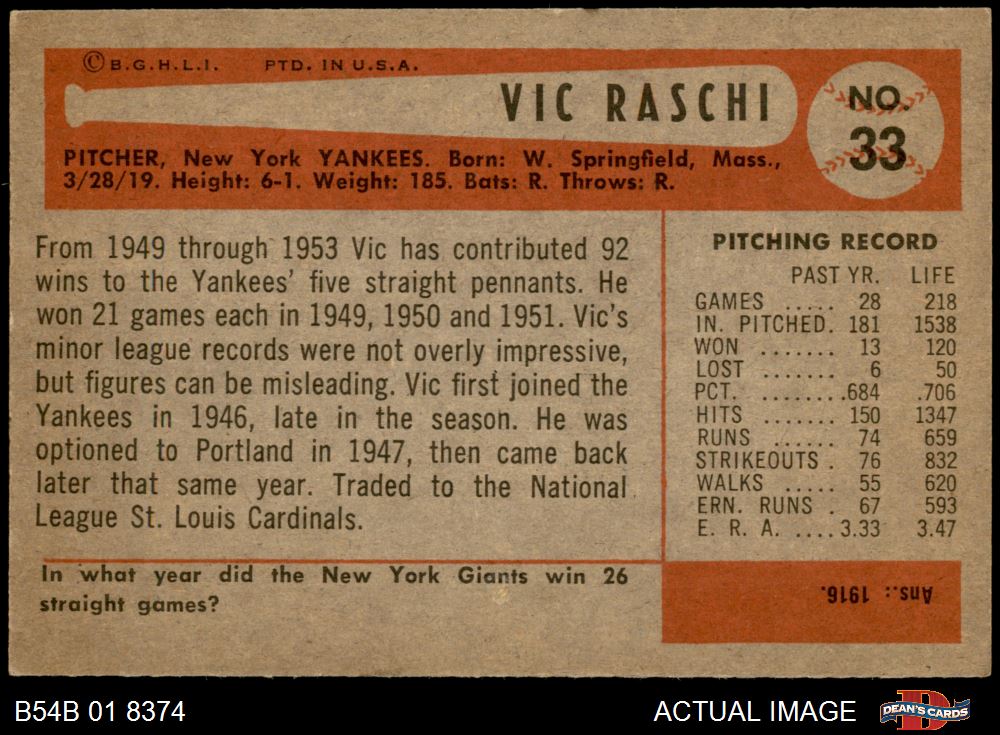 © B.G.H.L.I. PTD. IN U.S.A.
VIC RASCHI
NO.
33
PITCHER, New York YANKEES. Born: W. Springfield, Mass.,
3/28/19. Height: 6-1. Weight: 185. Bats: R. Throws: R.
From 1949 through 1953 Vic has contributed 92
wins to the Yankees' five straight pennants. He
won 21 games each in 1949, 1950 and 1951. Vic's
minor league records were not overly impressive,
but figures can be misleading. Vic first joined the
Yankees in 1946, late in the season. He was
optioned to Portland in 1947, then came back
later that same year. Traded to the National
League St. Louis Cardinals.
PITCHING RECORD
PAST YR. LIFE
GAMES ..... 28 218
IN. PITCHED. 181 1538
WON ....... 13 120
LOST ....... 6 50
PCT. ........ .684 .706
HITS ....... 150 1347
RUNS ...... 74 659
STRIKEOUTS . 76 832
WALKS ..... 55 620
ERN. RUNS . 67 593
E. R. A. .... 3.33 3.47
In what year did the New York Giants win 26
straight games?
Ans.: 1916.
B54B 01 8374
ACTUAL IMAGE
DEAN'S CARDS